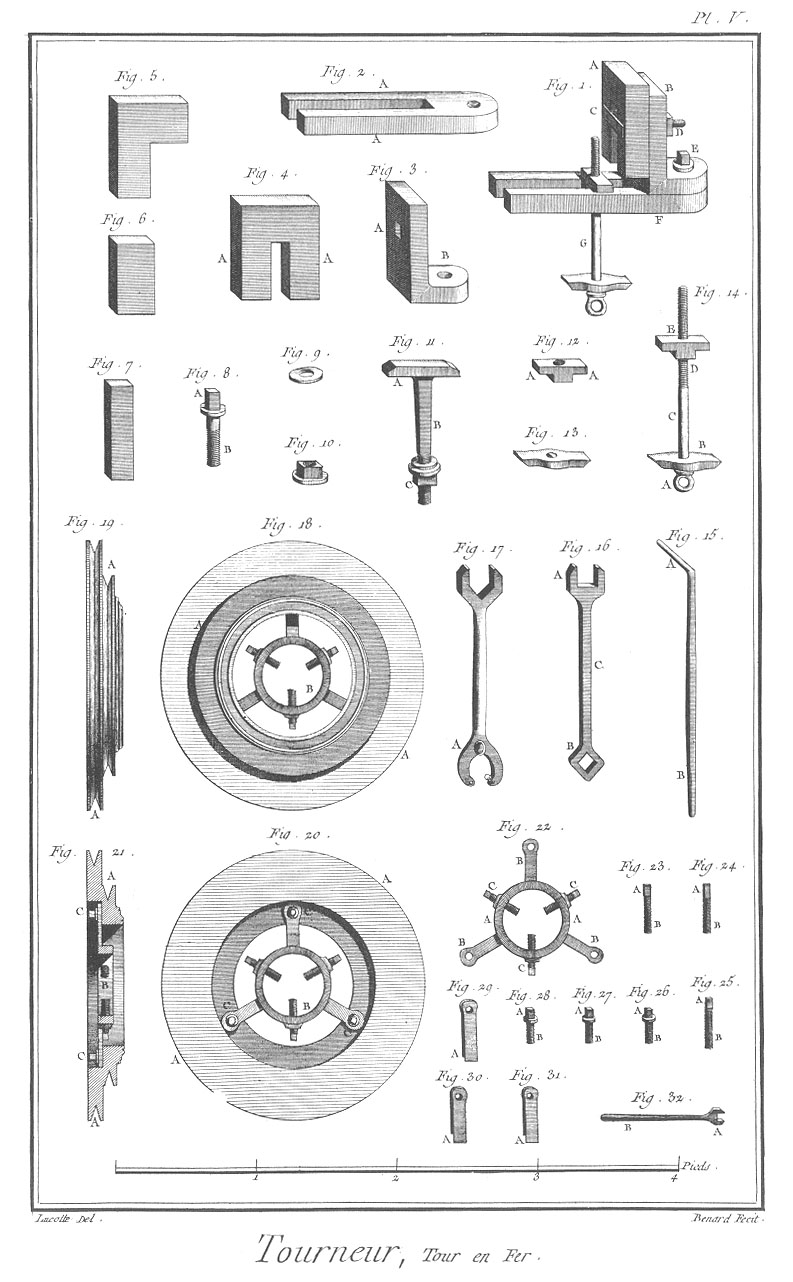 Pl. V.
Fig. 5. Fig. 2. A Fig. 1. A B
C D
A E
Fig. 4. Fig. 3.
Fig. 6. A A A B F
G
Fig. 14.
Fig. 7. Fig. 8. Fig. 9. Fig. 11. Fig. 12. E
A A A A D
B Fig. 10. B Fig. 13. C
C B
A
Fig. 19. Fig. 18. Fig. 17. Fig. 16. Fig. 15.
A A A A
B C
A A B B
A
Fig. 21. Fig. 20. Fig. 22. Fig. 23. Fig. 24.
A A B A A
C C C C B B
A A
B B B B
C
Fig. 29. Fig. 28. Fig. 27. Fig. 26. Fig. 25.
C C C A A A A
A B B B B
C A A
Fig. 30. Fig. 31. Fig. 32.
A A A B A
1 2 3 4 Pieds.
Lucotte Del. Benard Fecit.
Tourneur, Tour en Fer.